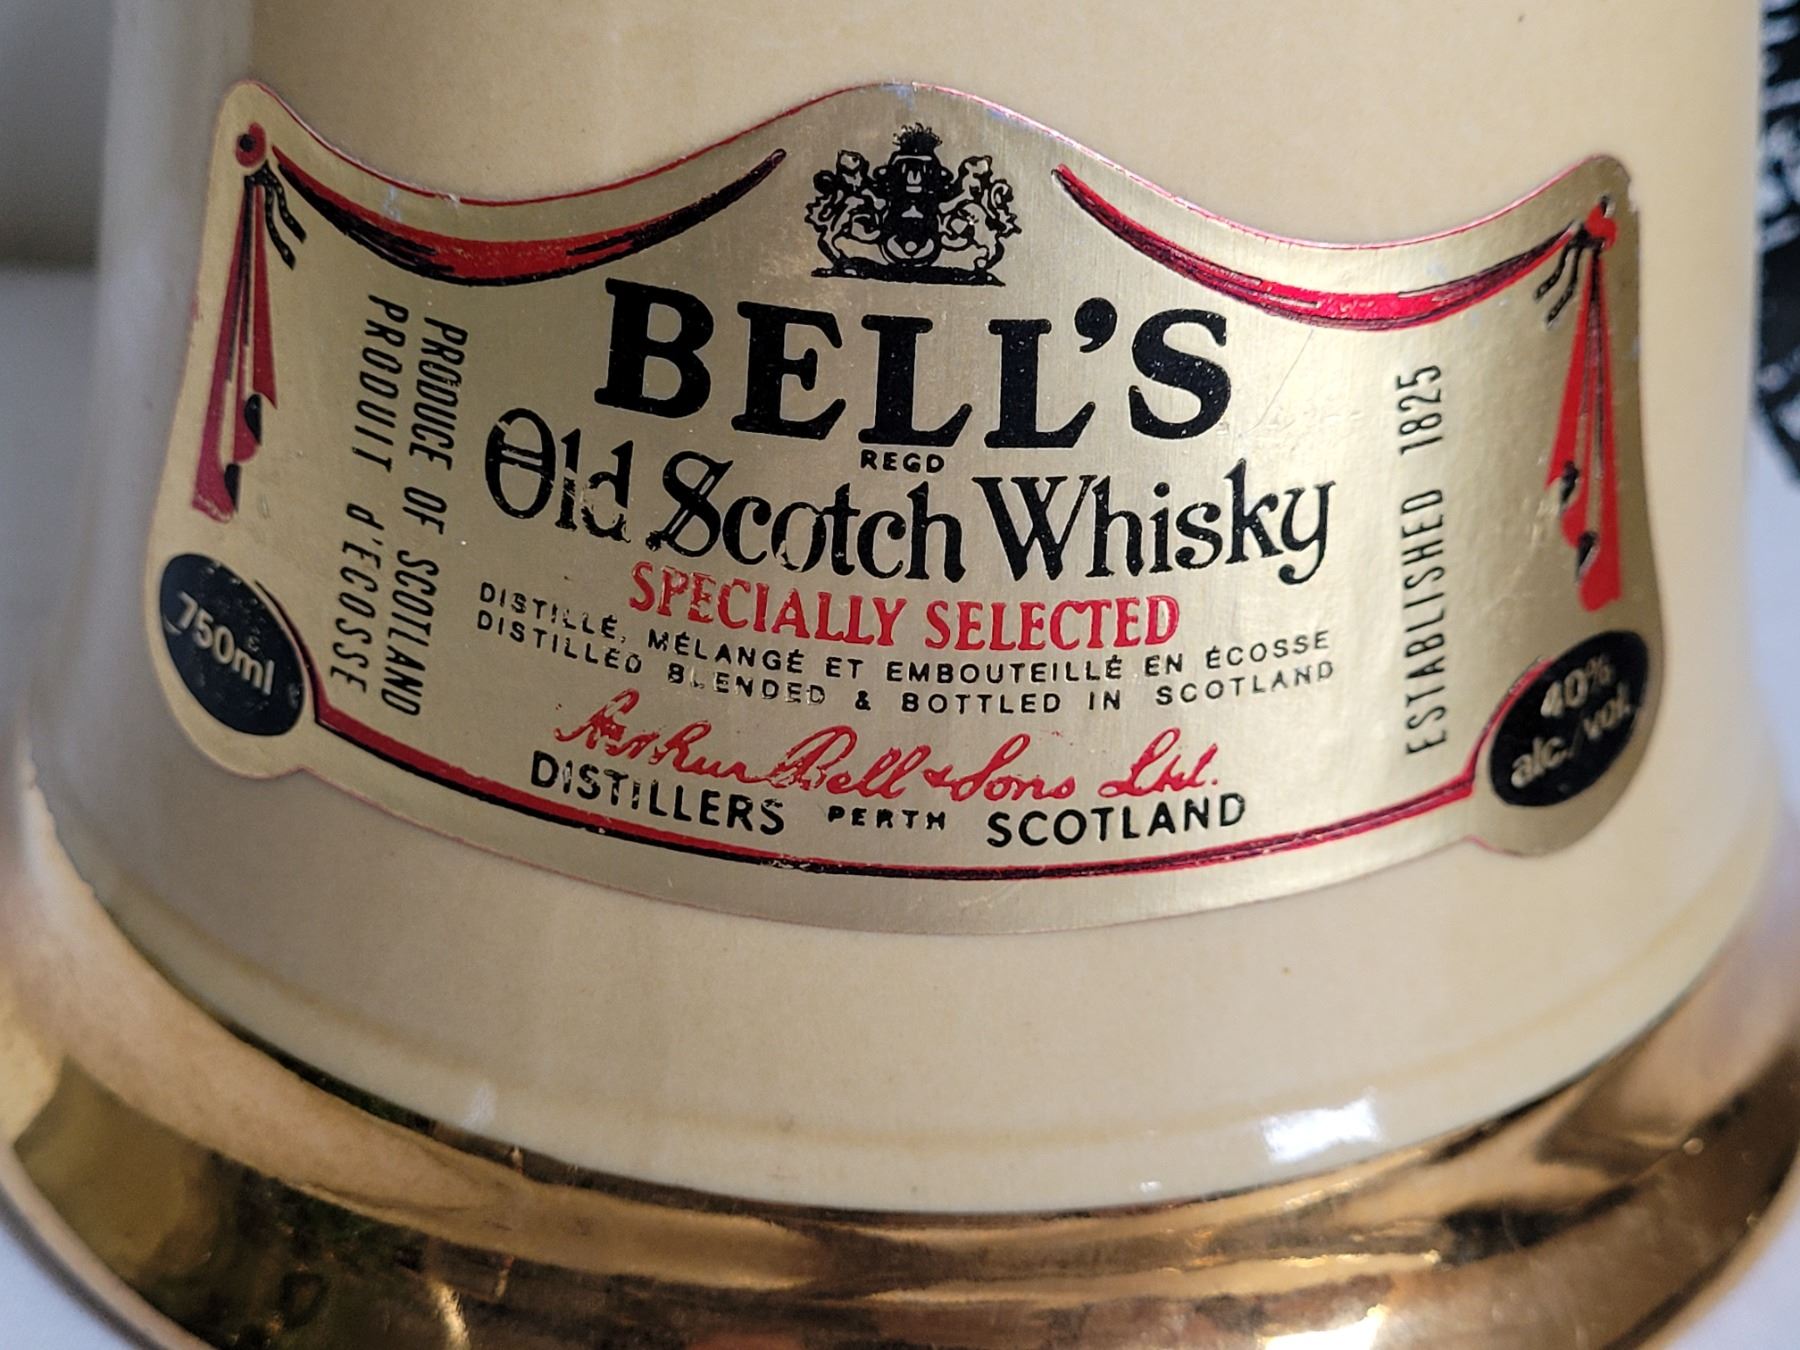 BELL'S
REGD
Old Scotch Whisky
SPECIALLY SELECTED
DISTILLÉ, MÉLANGÉ ET EMBOUTEILLÉ EN ÉCOSSE
DISTILLED BLENDED & BOTTLED IN SCOTLAND
Arthur Bell & Sons Ltd.
DISTILLERS PERTH SCOTLAND
PRODUCE OF SCOTLAND
PRODUIT d'ECOSSE
750ml e
ESTABLISHED 1825
40%
alc./vol.